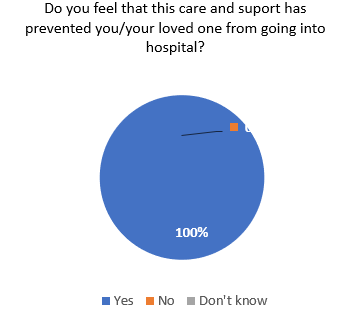 Do you feel that this care and suport has
prevented you/your loved one from going into
hospital?
100%
Yes No Don't know